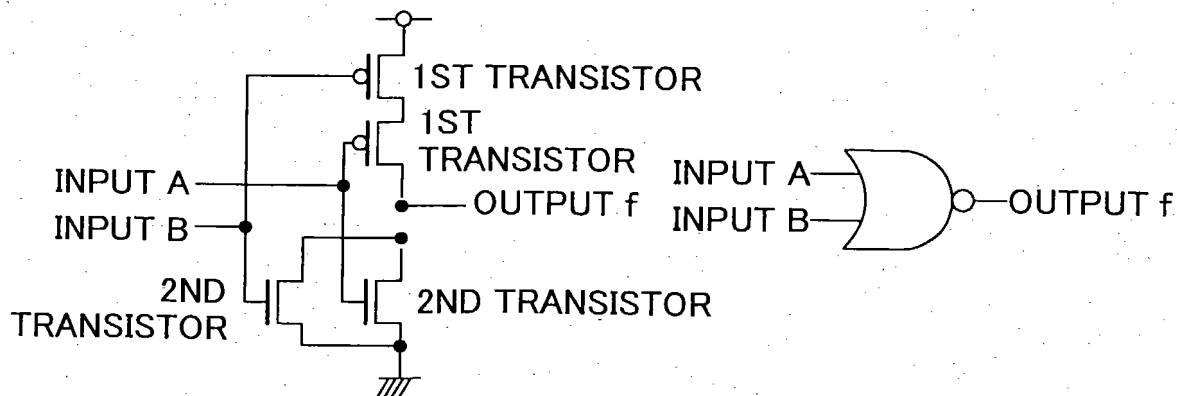 1ST TRANSISTOR
1ST
TRANSISTOR
INPUT A
OUTPUT f
INPUT B
2ND
TRANSISTOR
2ND TRANSISTOR
INPUT A
INPUT B
OUTPUT f